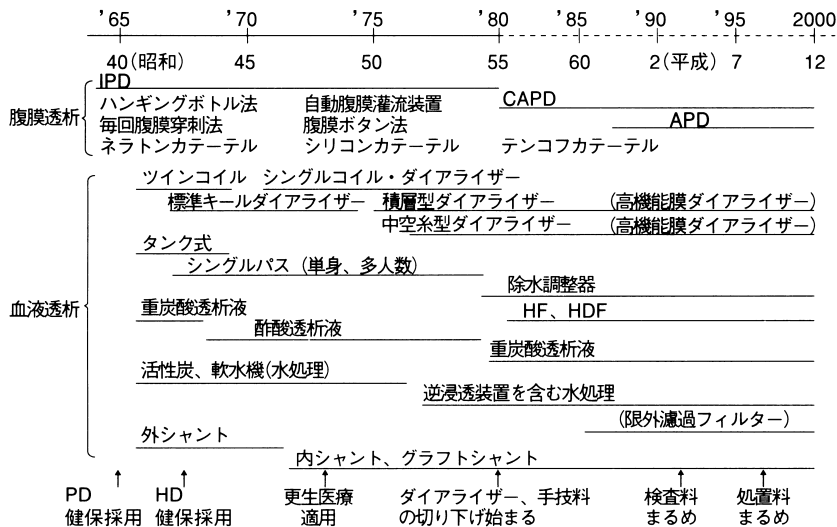 '65 '70 '75 '80 '85 '90 '95 2000
40(昭和) 45 50 55 60 2(平成) 7 12
腹膜透析
IPD
ハンギングボトル法 自動腹膜灌流装置 CAPD
毎回腹膜穿刺法 腹膜ボタン法 APD
ネラトンカテーテル シリコンカテーテル テンコフカテーテル
血液透析
ツインコイル シングルコイル・ダイアライザー
標準キールダイアライザー 積層型ダイアライザー (高機能膜ダイアライザー)
中空糸型ダイアライザー (高機能膜ダイアライザー)
タンク式
シングルパス (単身、多人数)
除水調整器
重炭酸透析液 HF、HDF
酢酸透析液
重炭酸透析液
活性炭、軟水機(水処理)
逆浸透装置を含む水処理
(限外濾過フィルター)
外シャント
内シャント、グラフトシャント
PD HD 更生医療 ダイアライザー、手技料 検査料 処置料
健保採用 健保採用 適用 の切り下げ始まる まるめ まるめ